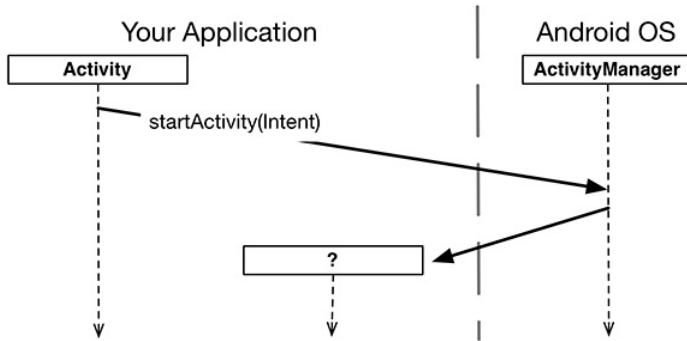 Your Application
Android OS
Activity
ActivityManager
startActivity(Intent)
?